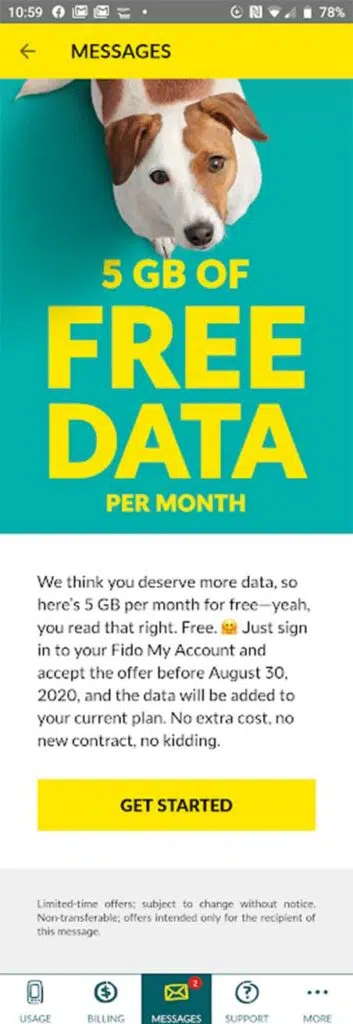 10:59 78%
MESSAGES
5 GB OF
FREE
DATA
PER MONTH
We think you deserve more data, so
here's 5 GB per month for free—yeah,
you read that right. Free. 🤗 Just sign
in to your Fido My Account and
accept the offer before August 30,
2020, and the data will be added to
your current plan. No extra cost, no
new contract, no kidding.
GET STARTED
Limited-time offers; subject to change without notice.
Non-transferable; offers intended only for the recipient of
this message.
2
USAGE BILLING MESSAGES SUPPORT MORE